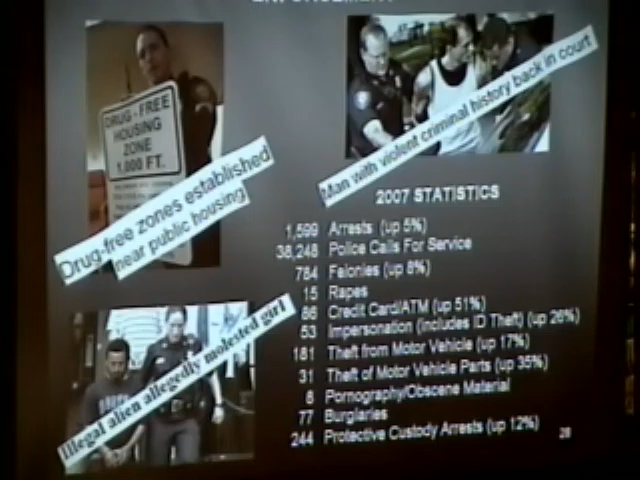 ENFORCEMENT
DRUG-FREE
HOUSING
ZONE
1,000 FT.
Drug-free zones established
near public housing
Man with violent criminal history back in court
2007 STATISTICS
1,599 Arrests (up 5%)
38,248 Police Calls For Service
784 Felonies (up 8%)
15 Rapes
86 Credit Card/ATM (up 51%)
53 Impersonation (includes ID Theft) (up 26%)
181 Theft from Motor Vehicle (up 17%)
31 Theft of Motor Vehicle Parts (up 35%)
8 Pornography/Obscene Material
77 Burglaries
244 Protective Custody Arrests (up 12%)
Illegal alien allegedly molested girl